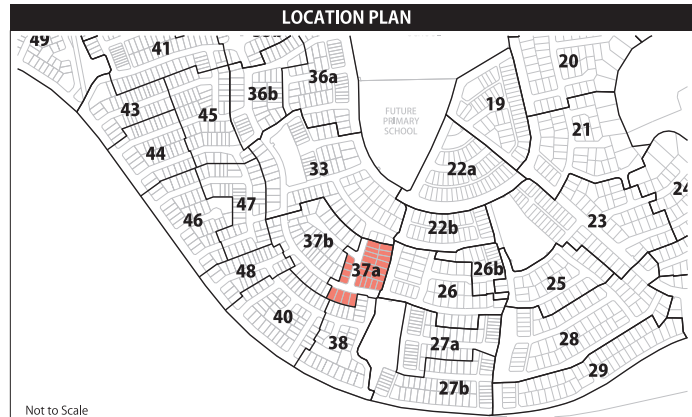 LOCATION PLAN
49
41
20
36a
36b
19
43
45
FUTURE
PRIMARY
SCHOOL
21
44
33
22a
24
47
46
22b
23
37b
48
37a
26b
26
25
40
38
27a
28
29
27b
Not to Scale